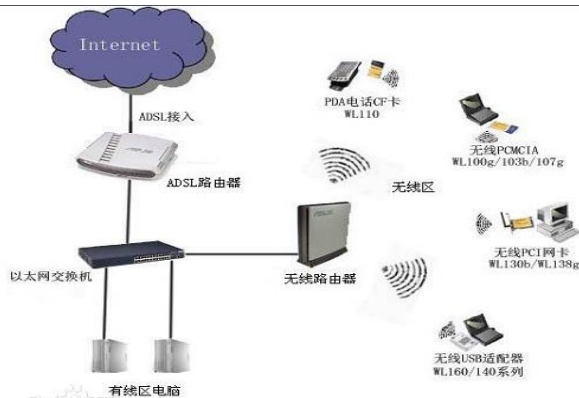 Internet
ADSL接入
ADSL路由器
以太网交换机
有线区电脑
无线路由器
无线区
PDA电话CF卡
WL110
无线PCMCIA
WL100g/103b/107g
无线PCI网卡
WL130b/WL138g
无线USB适配器
WL160/140系列